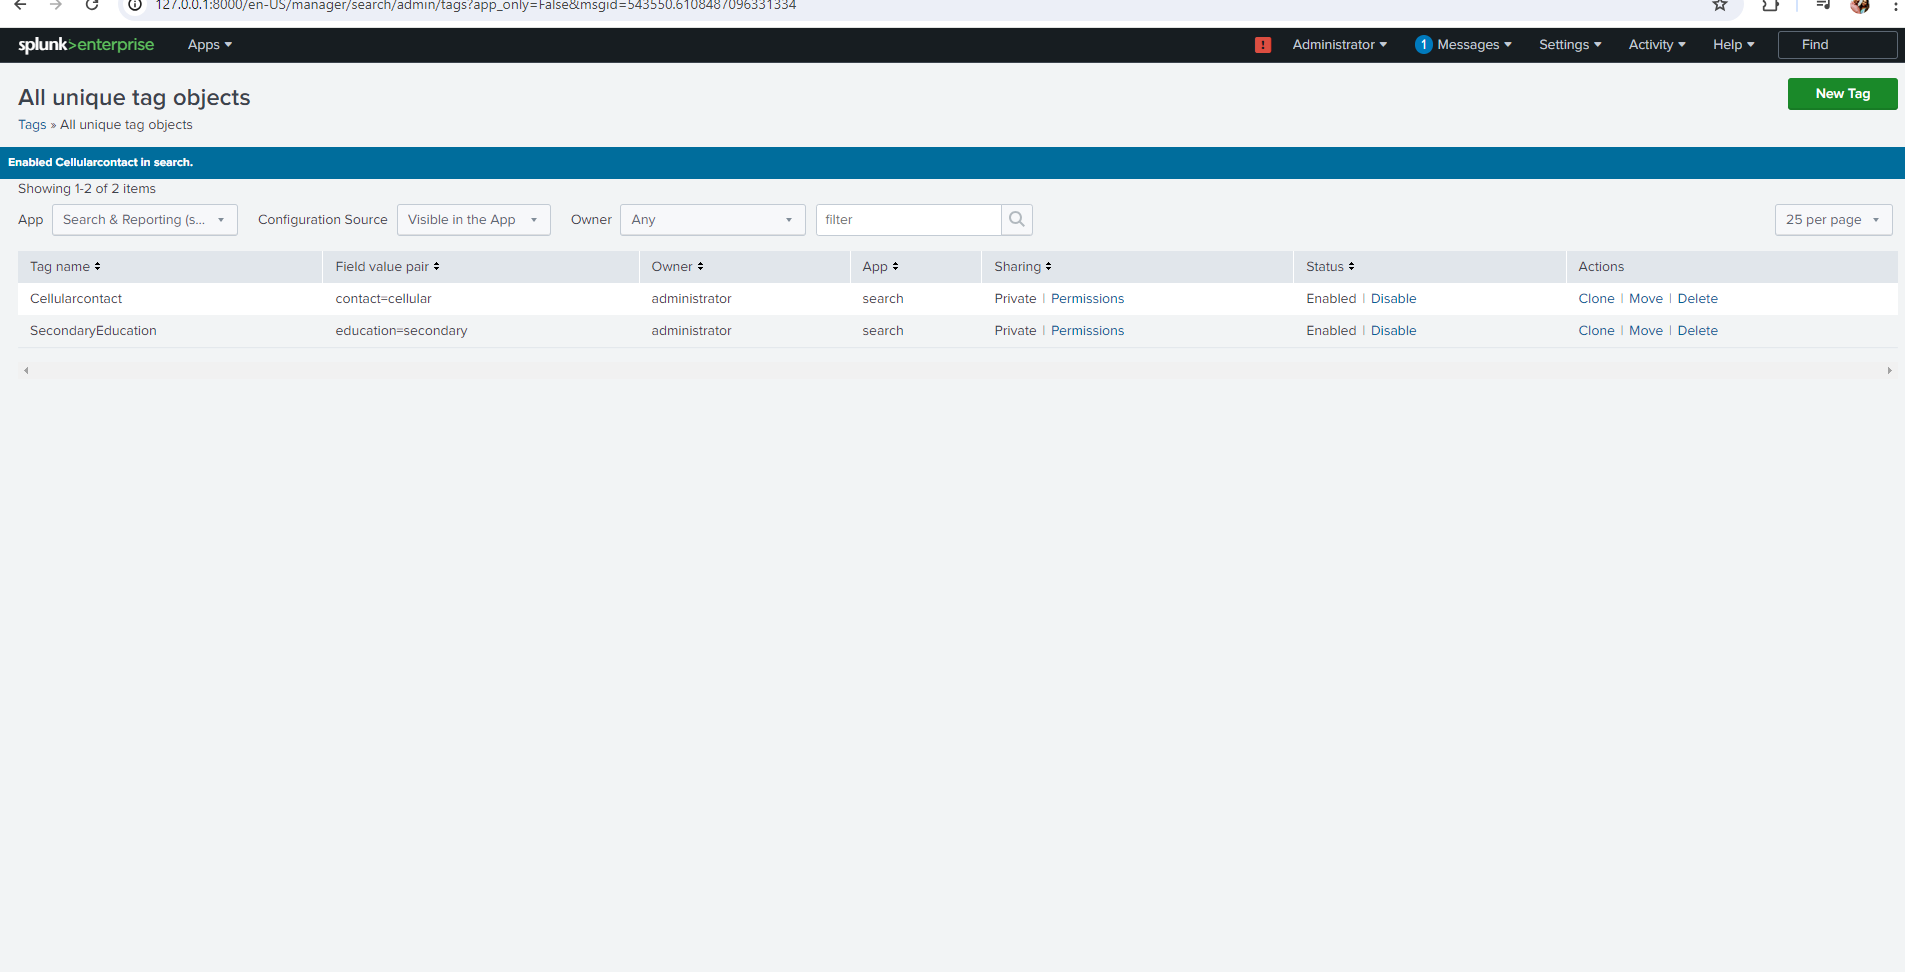 127.0.0.1:8000/en-US/manager/search/admin/tags?app_only=False&msgid=543550.6108487096331334
splunk>enterprise Apps ! Administrator 1 Messages Settings Activity Help Find
All unique tag objects New Tag
Tags » All unique tag objects
Enabled Cellularcontact in search.
Showing 1-2 of 2 items
App Search & Reporting (s... Configuration Source Visible in the App Owner Any filter 25 per page
Tag name Field value pair Owner App Sharing Status Actions
Cellularcontact contact=cellular administrator search Private | Permissions Enabled | Disable Clone | Move | Delete
SecondaryEducation education=secondary administrator search Private | Permissions Enabled | Disable Clone | Move | Delete